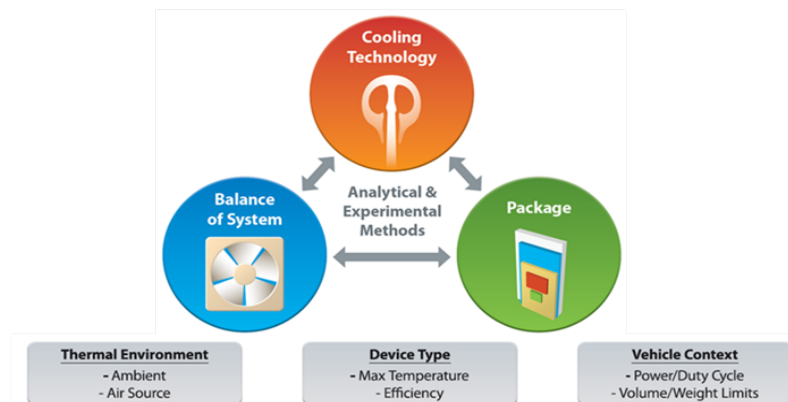 Cooling
Technology
Analytical &
Experimental
Methods
Balance
of System
Package
Thermal Environment
- Ambient
- Air Source
Device Type
- Max Temperature
- Efficiency
Vehicle Context
- Power/Duty Cycle
- Volume/Weight Limits